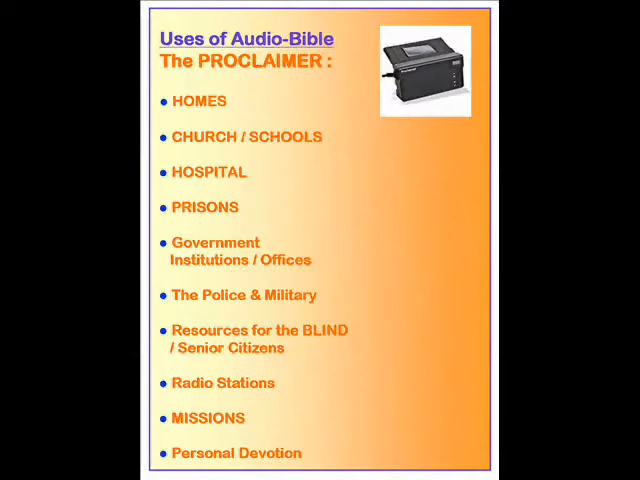 Uses of Audio-Bible
The PROCLAIMER :
● HOMES
● CHURCH / SCHOOLS
● HOSPITAL
● PRISONS
● Government
Institutions / Offices
● The Police & Military
● Resources for the BLIND
/ Senior Citizens
● Radio Stations
● MISSIONS
● Personal Devotion